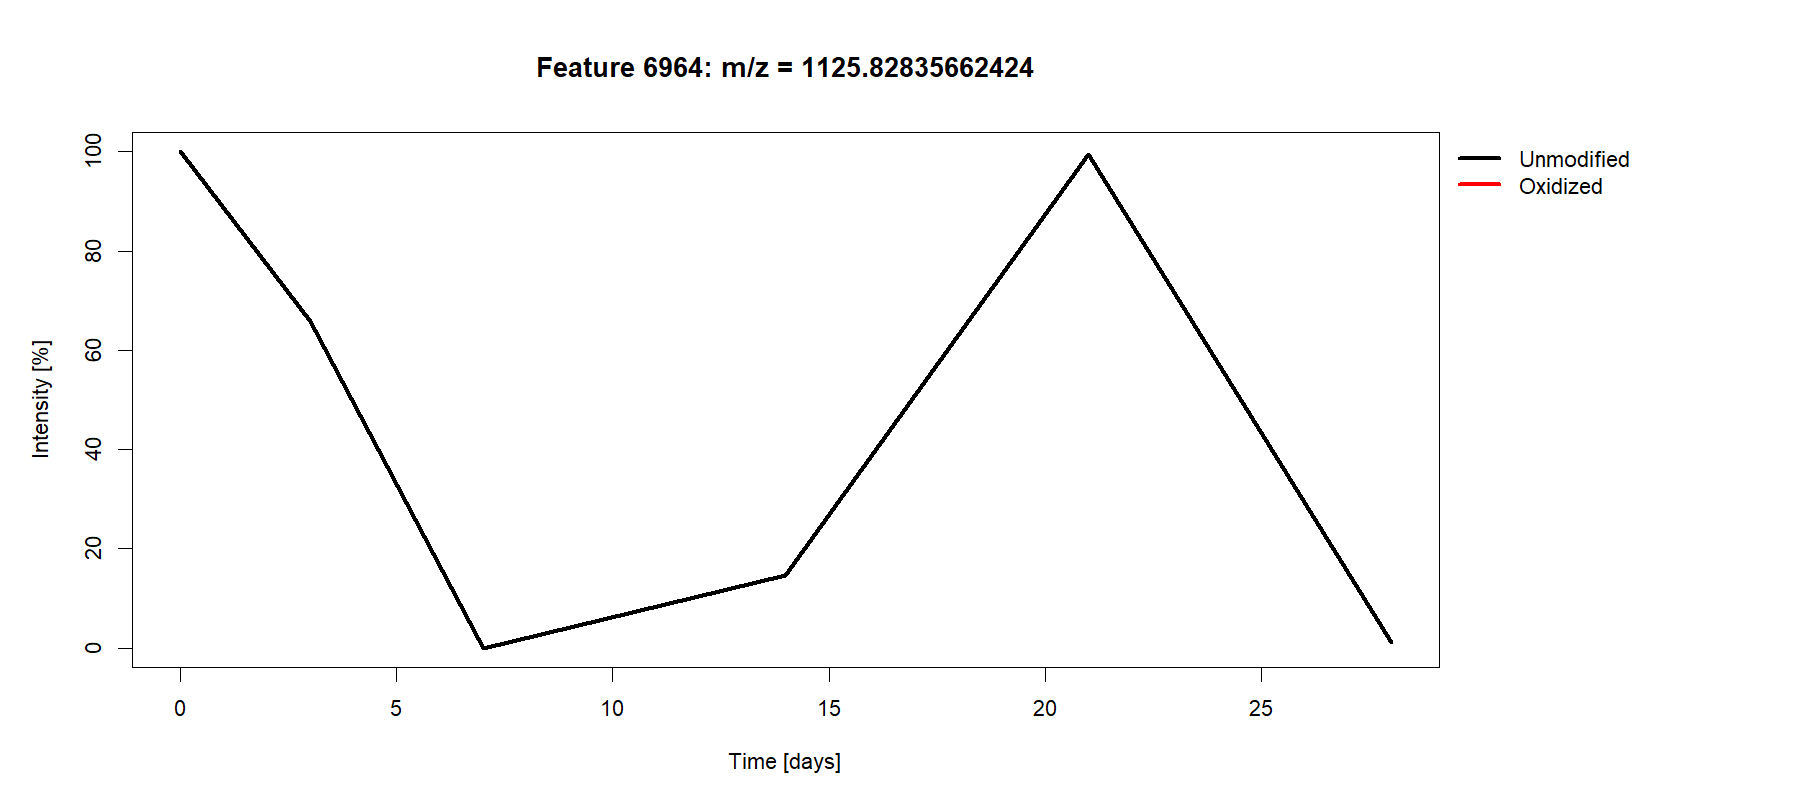 Feature 6964: m/z = 1125.82835662424
Unmodified
Oxidized
Intensity [%]
100
80
60
40
20
0
0 5 10 15 20 25
Time [days]